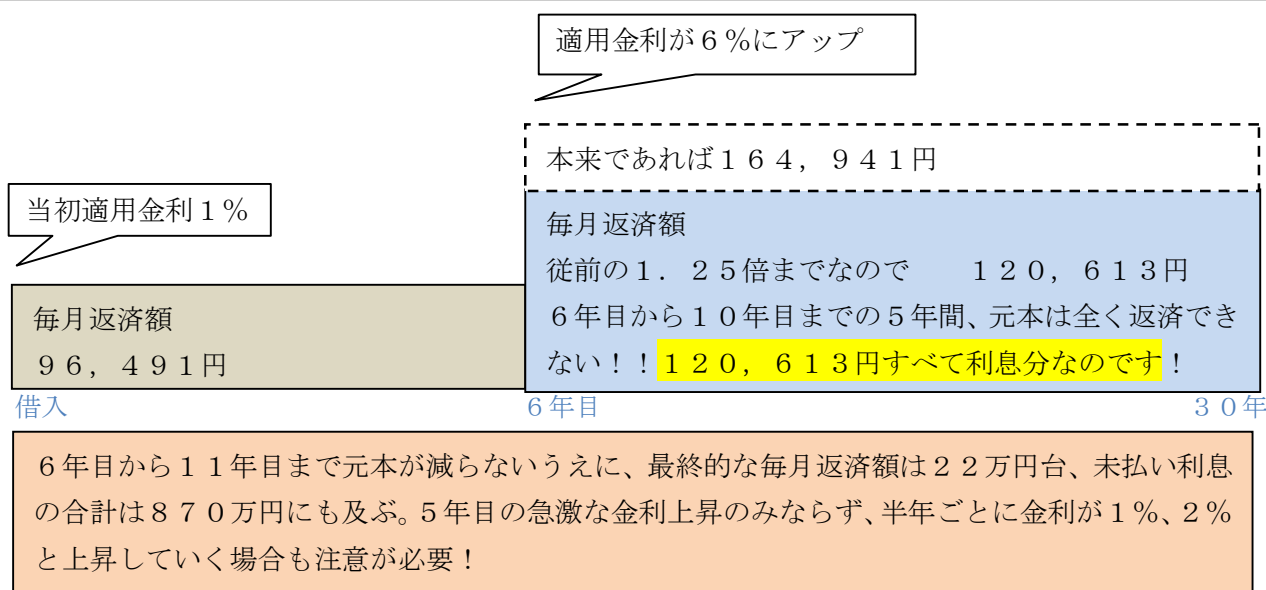 適用金利が６%にアップ
本来であれば１６４，９４１円
当初適用金利１%
毎月返済額
９６，４９１円
毎月返済額
従前の１．２５倍までなので　　１２０，６１３円
６年目から１０年目までの５年間、元本は全く返済でき
ない！！１２０，６１３円すべて利息分なのです！
借入
６年目
３０年
６年目から１１年目まで元本が減らないうえに、最終的な毎月返済額は２２万円台、未払い利息
の合計は８７０万円にも及ぶ。５年目の急激な金利上昇のみならず、半年ごとに金利が１%、２%
と上昇していく場合も注意が必要！